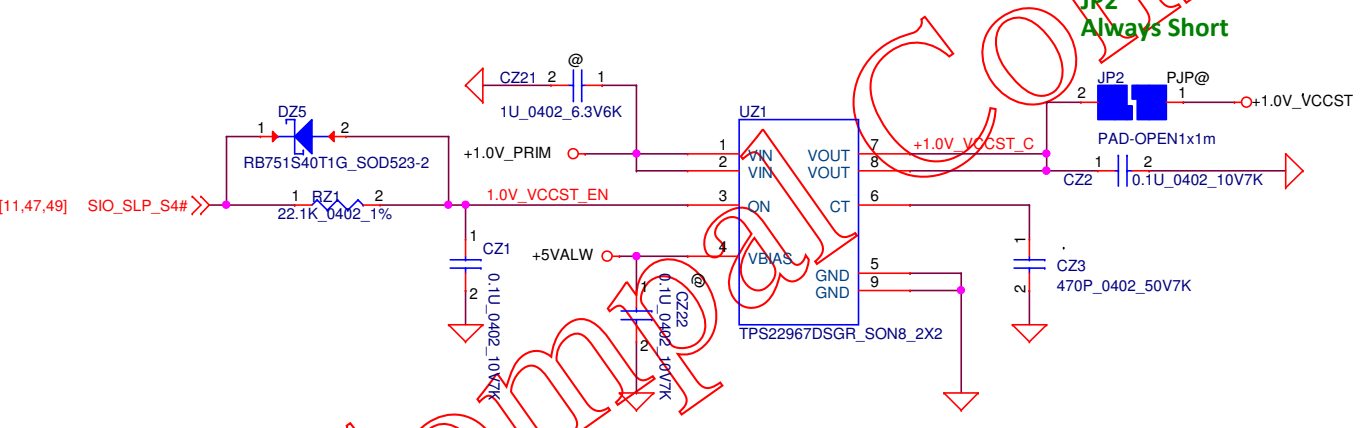 JP2
Always Short
@
CZ21 2 1
1U_0402_6.3V6K
JP2 PJP@
2 1
+1.0V_VCCST
PAD-OPEN1x1m
DZ5
1 2
RB751S40T1G_SOD523-2
UZ1
+1.0V_PRIM
1 VIN VOUT 7 +1.0V_VCCST_C
2 VIN VOUT 8
CZ2 1 2
0.1U_0402_10V7K
[11,47,49] SIO_SLP_S4#
1 RZ1 2
22.1K_0402_1%
1.0V_VCCST_EN
3 ON CT 6
1
CZ1
2
0.1U_0402_10V7K
+5VALW
4 VBIAS
GND 5
GND 9
@
1
CZ22
2
0.1U_0402_10V7K
1
CZ3
2
470P_0402_50V7K
TPS22967DSGR_SON8_2X2
ompal Con